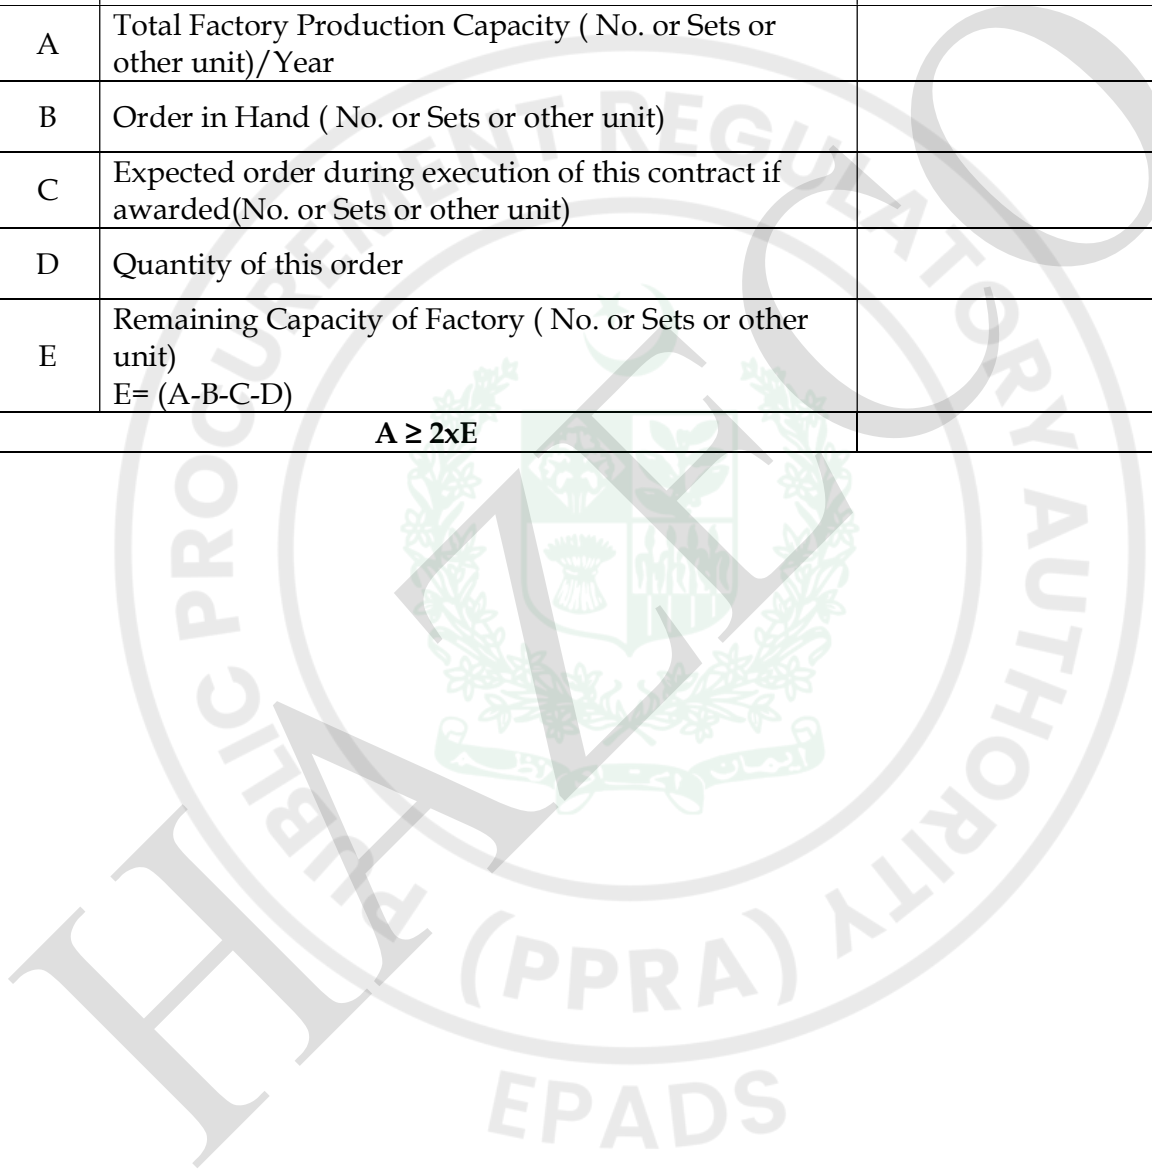 A
Total Factory Production Capacity ( No. or Sets or
other unit)/Year
B
Order in Hand ( No. or Sets or other unit)
C
Expected order during execution of this contract if
awarded(No. or Sets or other unit)
D
Quantity of this order
E
Remaining Capacity of Factory ( No. or Sets or other
unit)
E= (A-B-C-D)
A ≥ 2xE
HAZECO
PUBLIC PROCUREMENT REGULATORY AUTHORITY
(PPRA)
EPADS